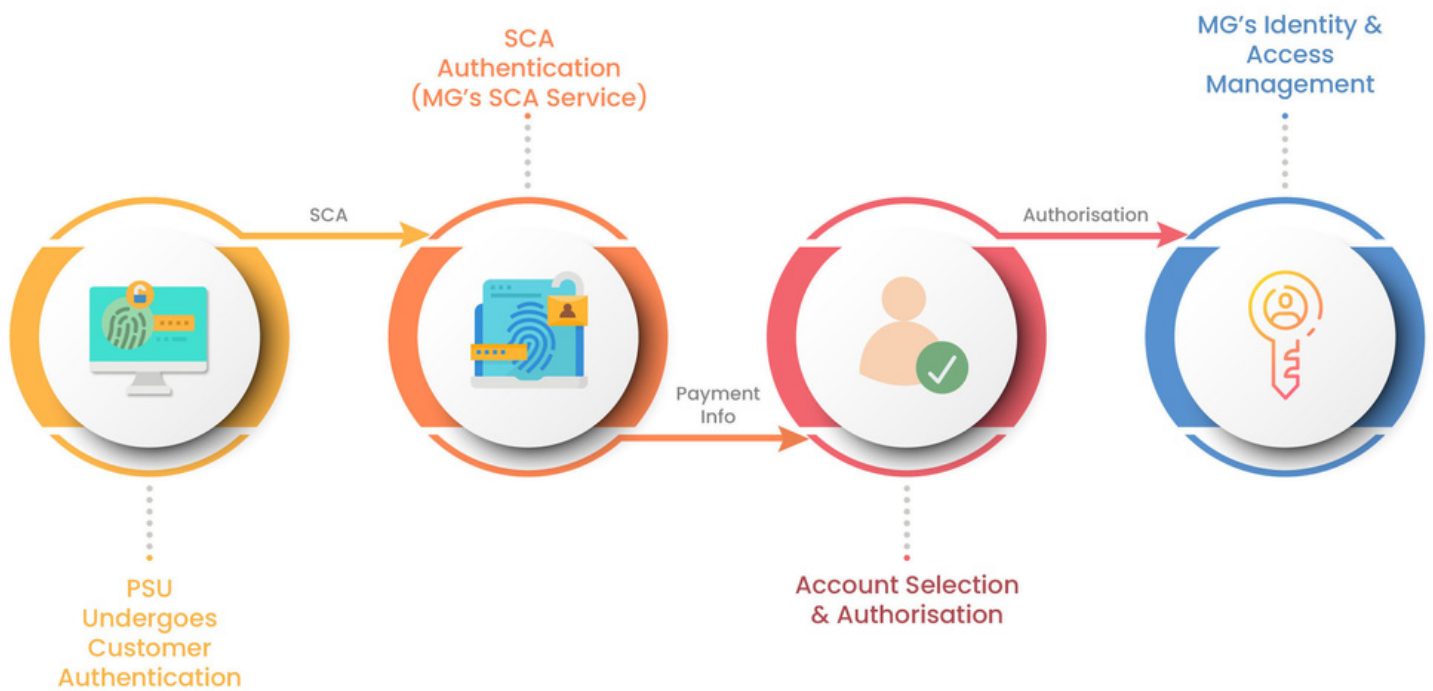 SCA
Authentication
(MG's SCA Service)
MG's Identity &
Access
Management
SCA
Authorisation
Payment
Info
PSU
Undergoes
Customer
Authentication
Account Selection
& Authorisation